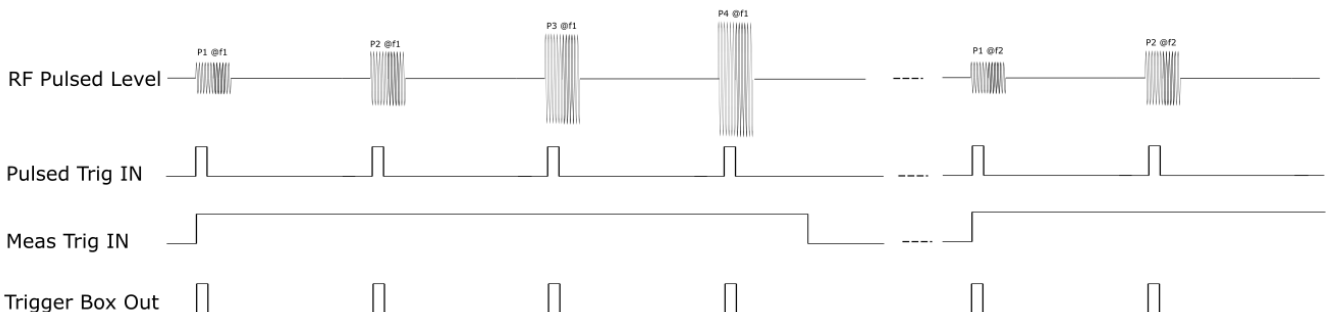 P1 @f1
P2 @f1
P3 @f1
P4 @f1
P1 @f2
P2 @f2
RF Pulsed Level
Pulsed Trig IN
Meas Trig IN
Trigger Box Out